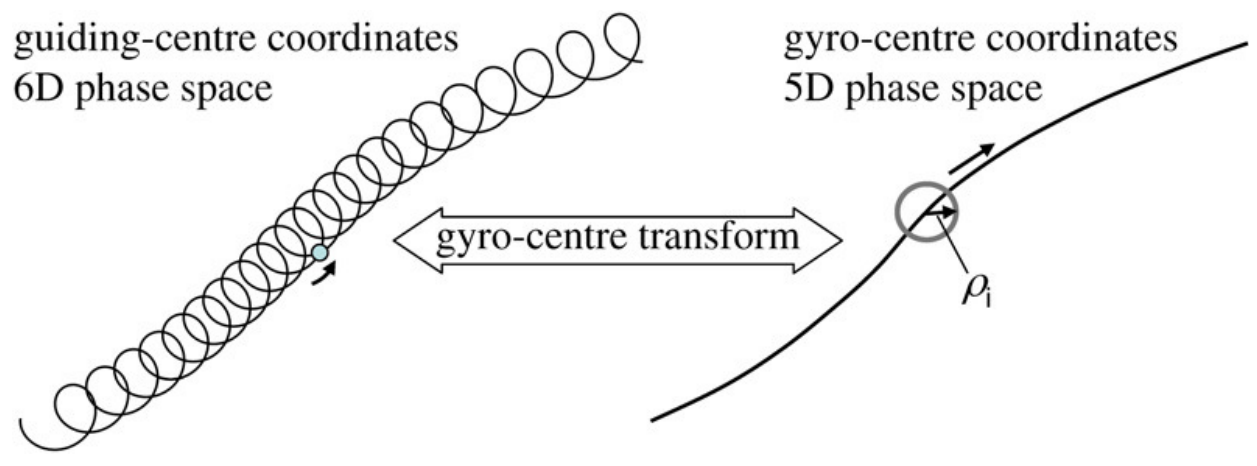 guiding-centre coordinates
6D phase space
gyro-centre coordinates
5D phase space
gyro-centre transform
ρi